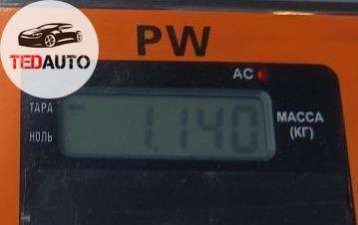 TEDAUTO
PW
AC
ТАРА
НОЛЬ
1.140
МАССА
(КГ)